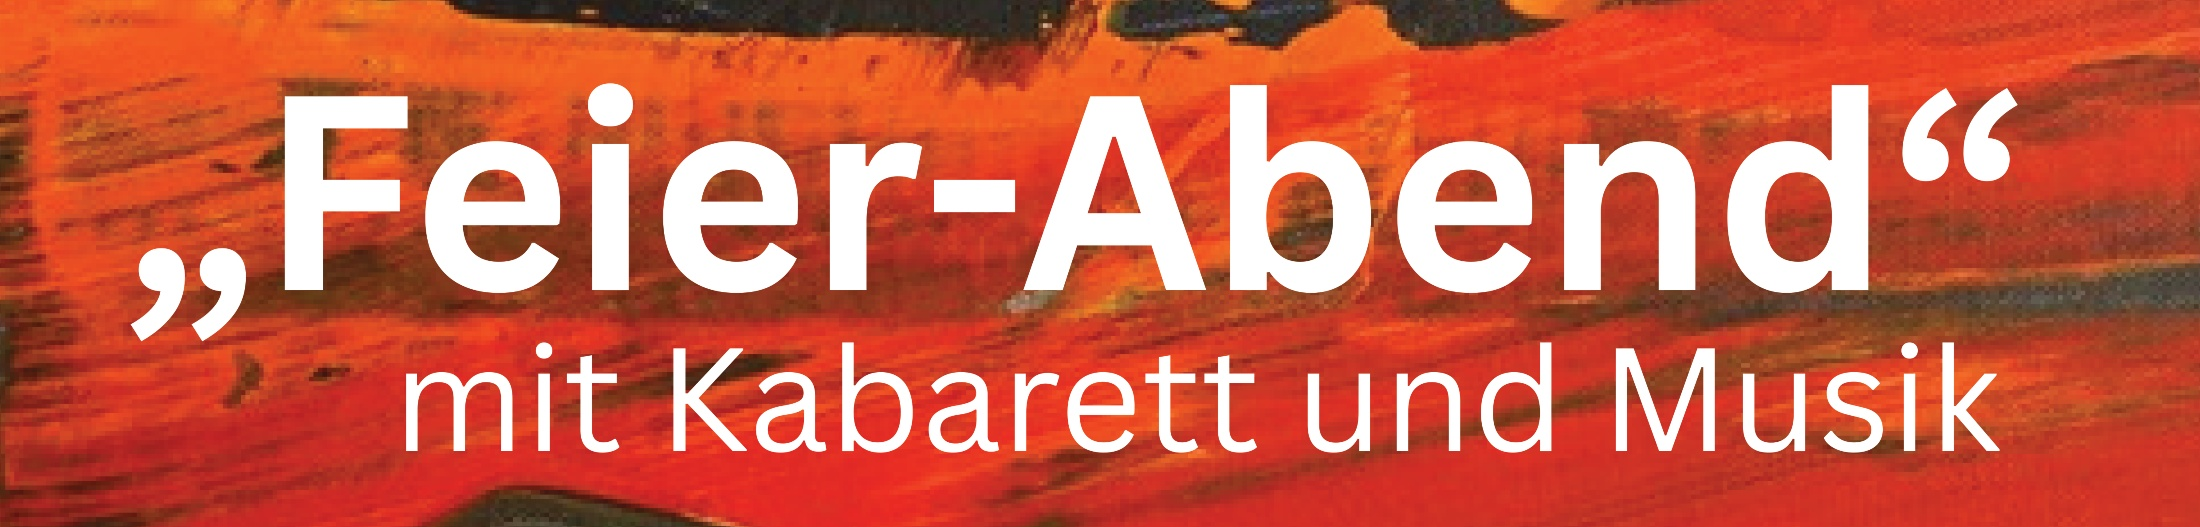 „Feier-Abend“
mit Kabarett und Musik